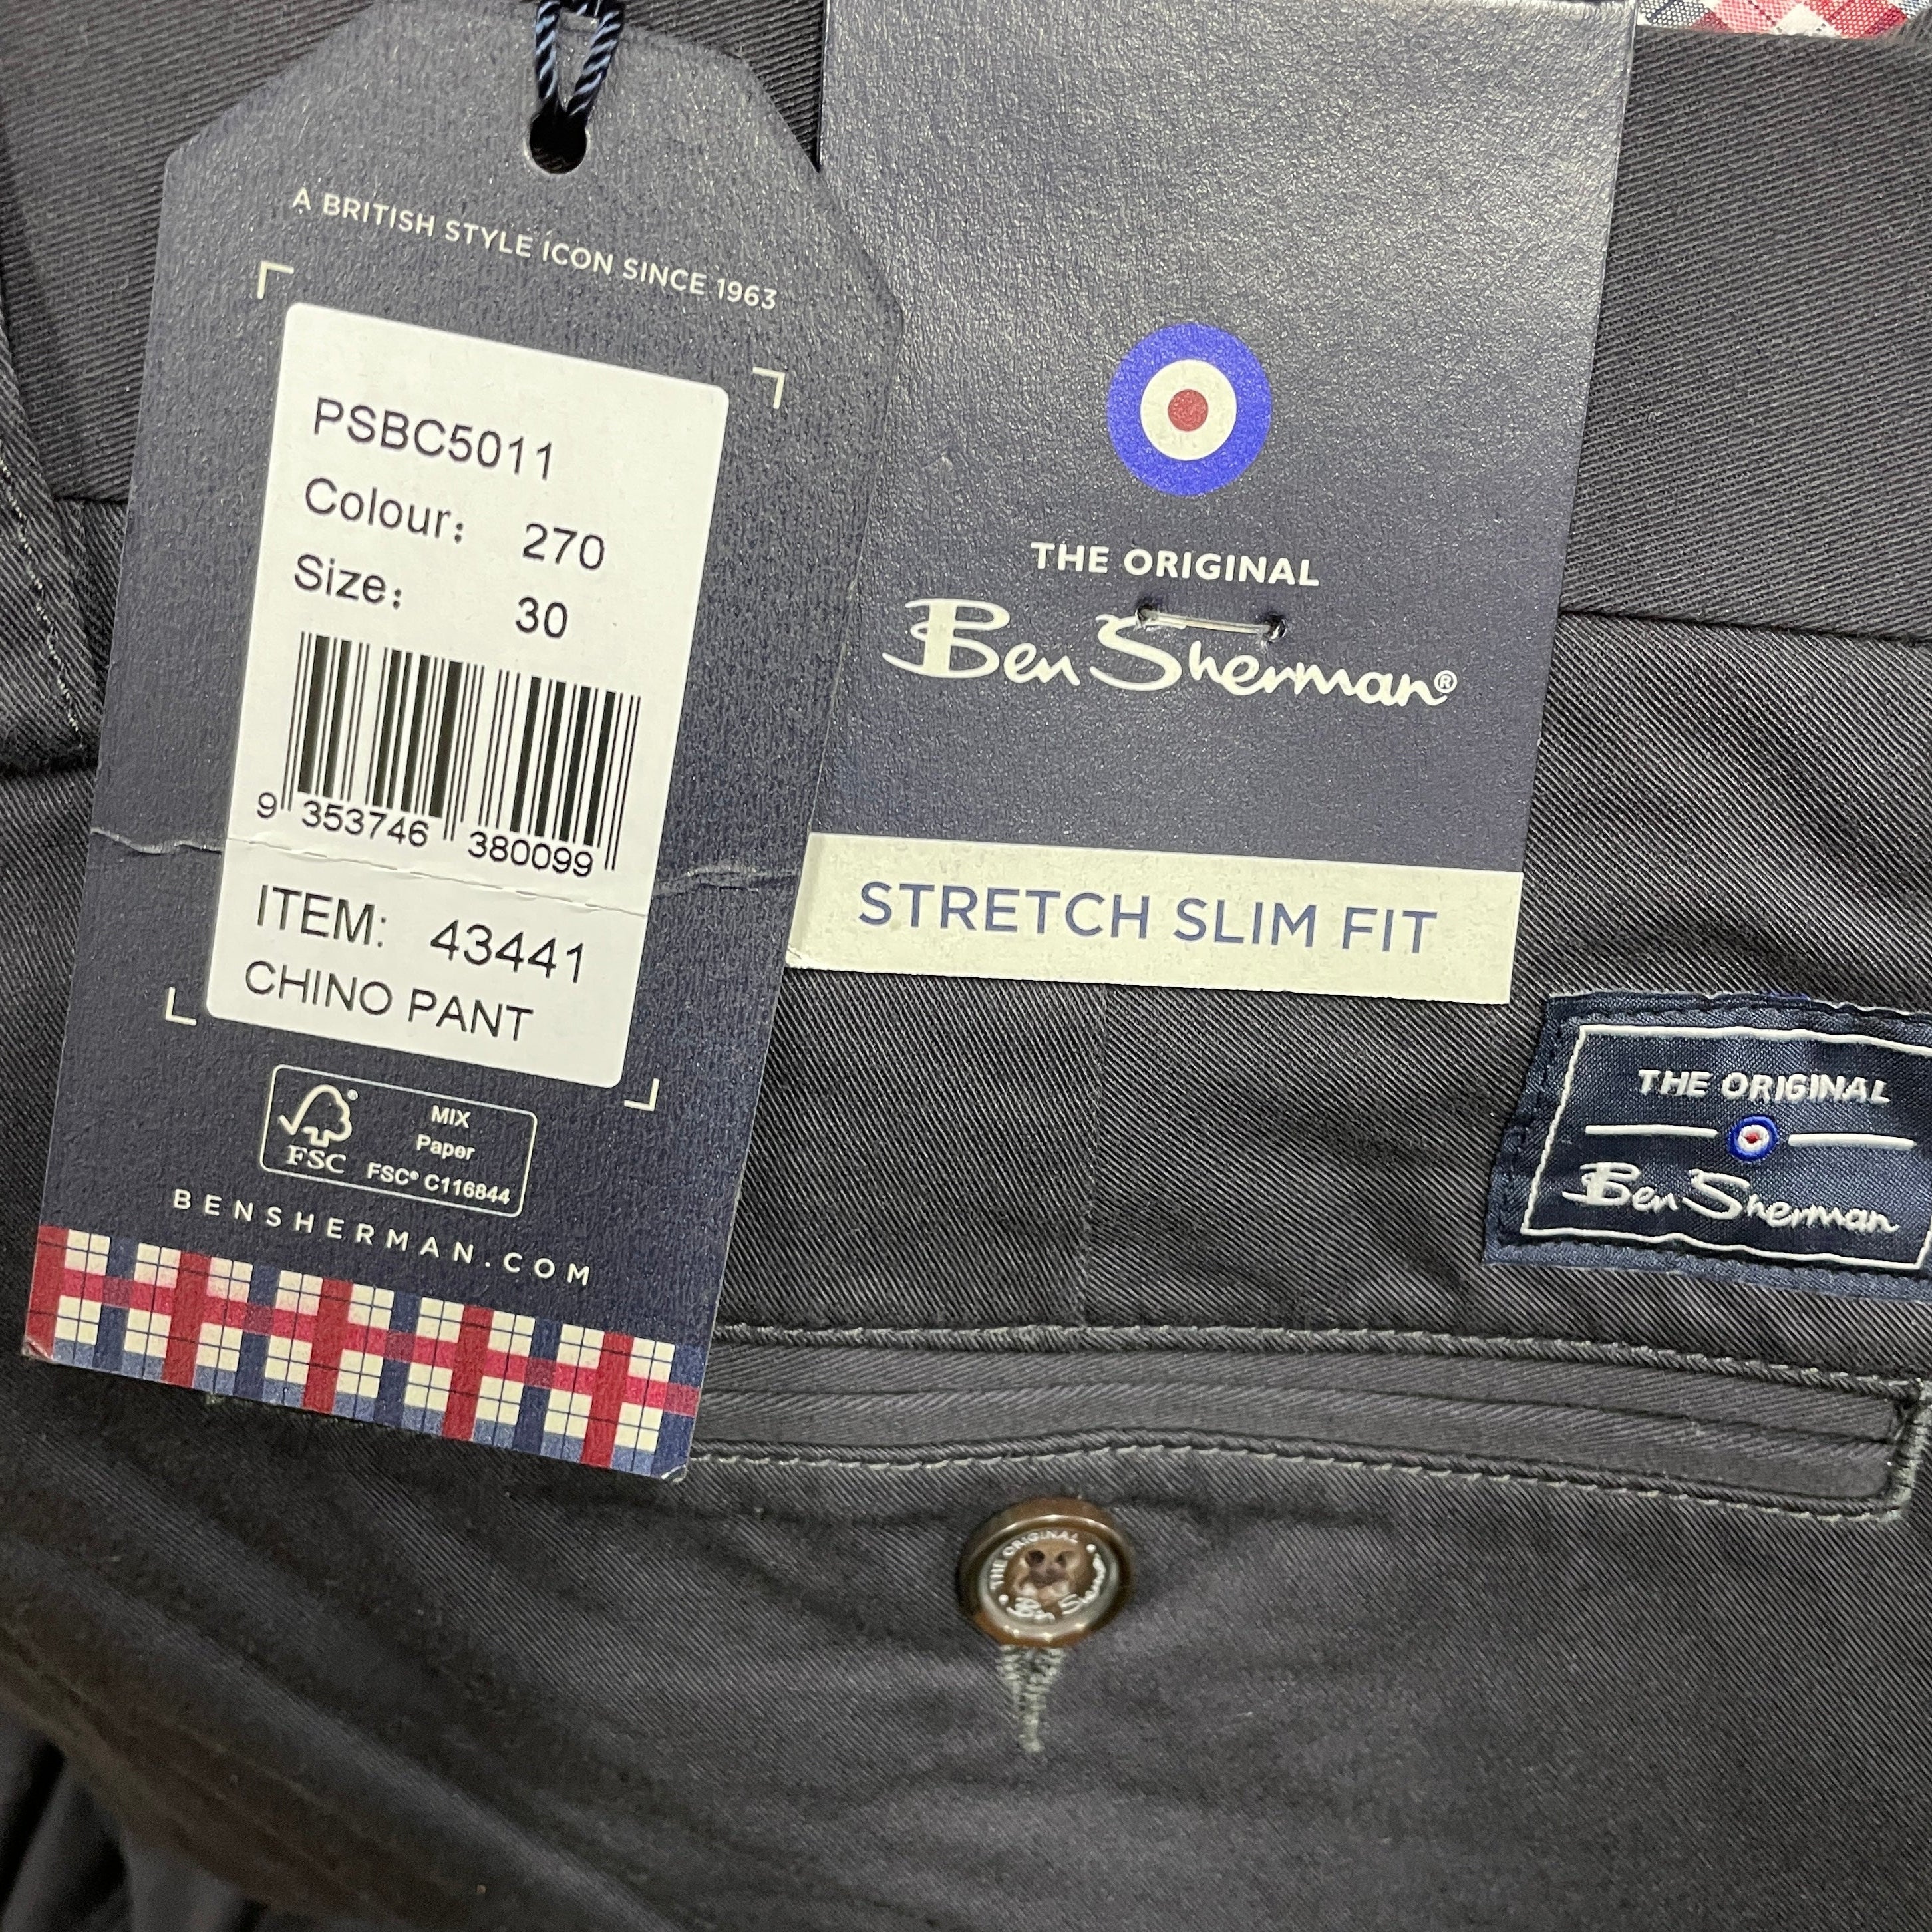 A BRITISH STYLE ICON SINCE 1963
PSBC5011
Colour: 270
Size: 30
9 353746 380099
ITEM: 43441
CHINO PANT
FSC
MIX
Paper
FSC® C116844
BENSHERMAN.COM
THE ORIGINAL
Ben Sherman®
STRETCH SLIM FIT
THE ORIGINAL
Ben Sherman
THE ORIGINAL
Ben Sherman